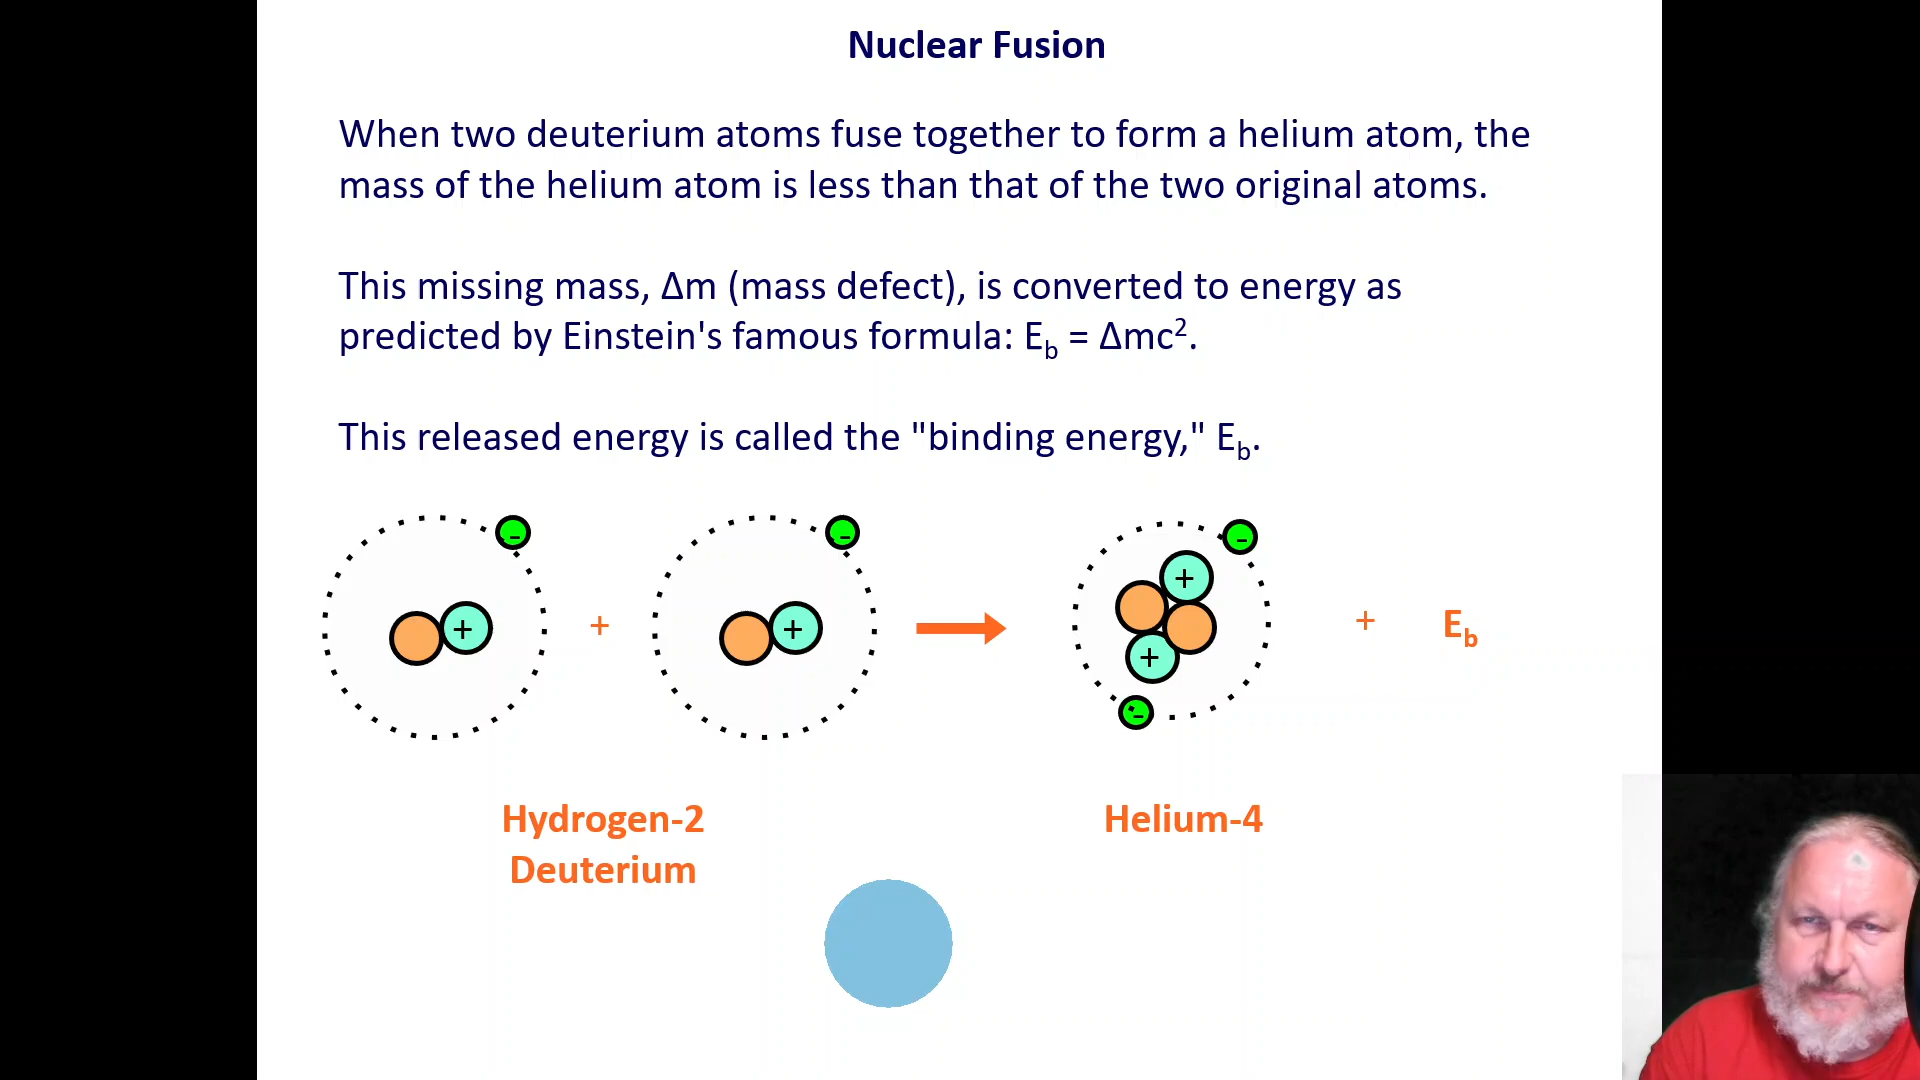 Nuclear Fusion
When two deuterium atoms fuse together to form a helium atom, the
mass of the helium atom is less than that of the two original atoms.
This missing mass, Δm (mass defect), is converted to energy as
predicted by Einstein's famous formula: E_b = Δmc².
This released energy is called the "binding energy," E_b.
- - -
+ + + + + + E_b
-
Hydrogen-2 Helium-4
Deuterium